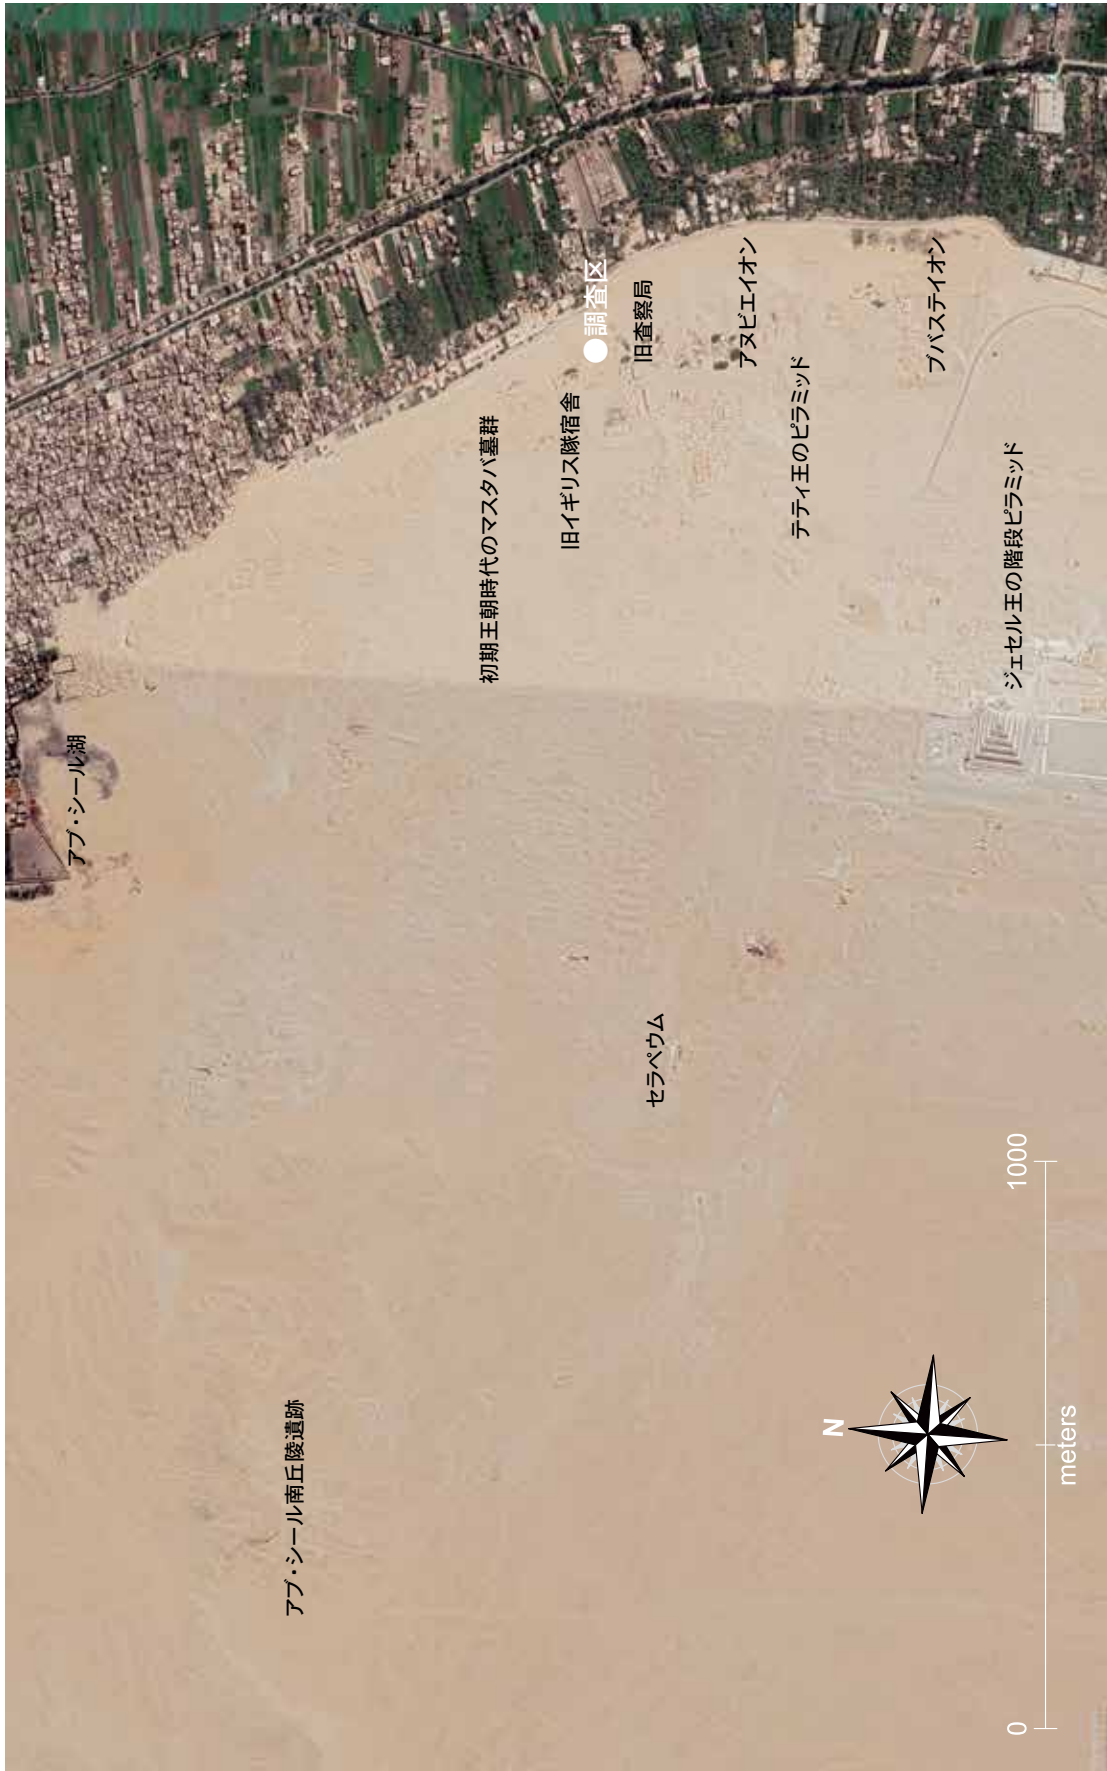 アブ・シール湖
アブ・シール南丘陵遺跡
初期王朝時代のマスタバ墓群
旧イギリス隊宿舎
●調査区
旧査察局
セラペウム
アヌビエイオン
テティ王のピラミッド
N
ブバステイオン
ジェセル王の階段ピラミッド
0 1000
meters